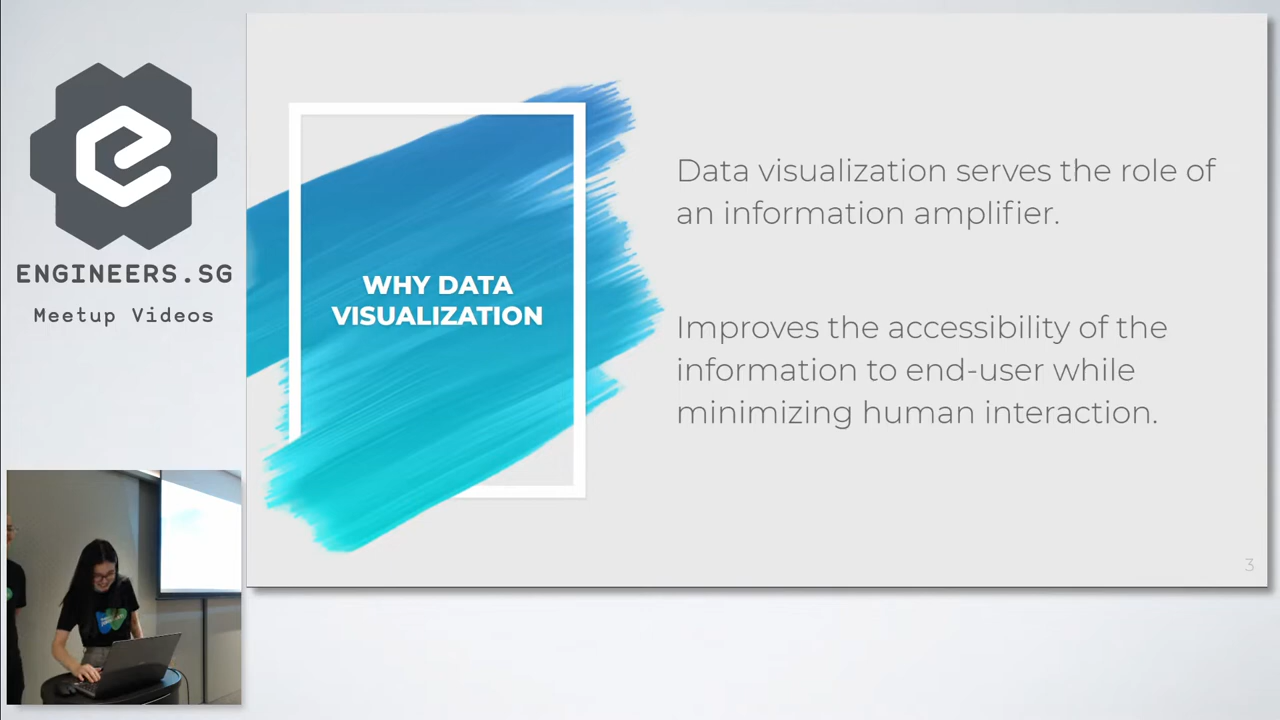 ENGINEERS.SG
Meetup Videos
WHY DATA
VISUALIZATION
Data visualization serves the role of
an information amplifier.
Improves the accessibility of the
information to end-user while
minimizing human interaction.
3